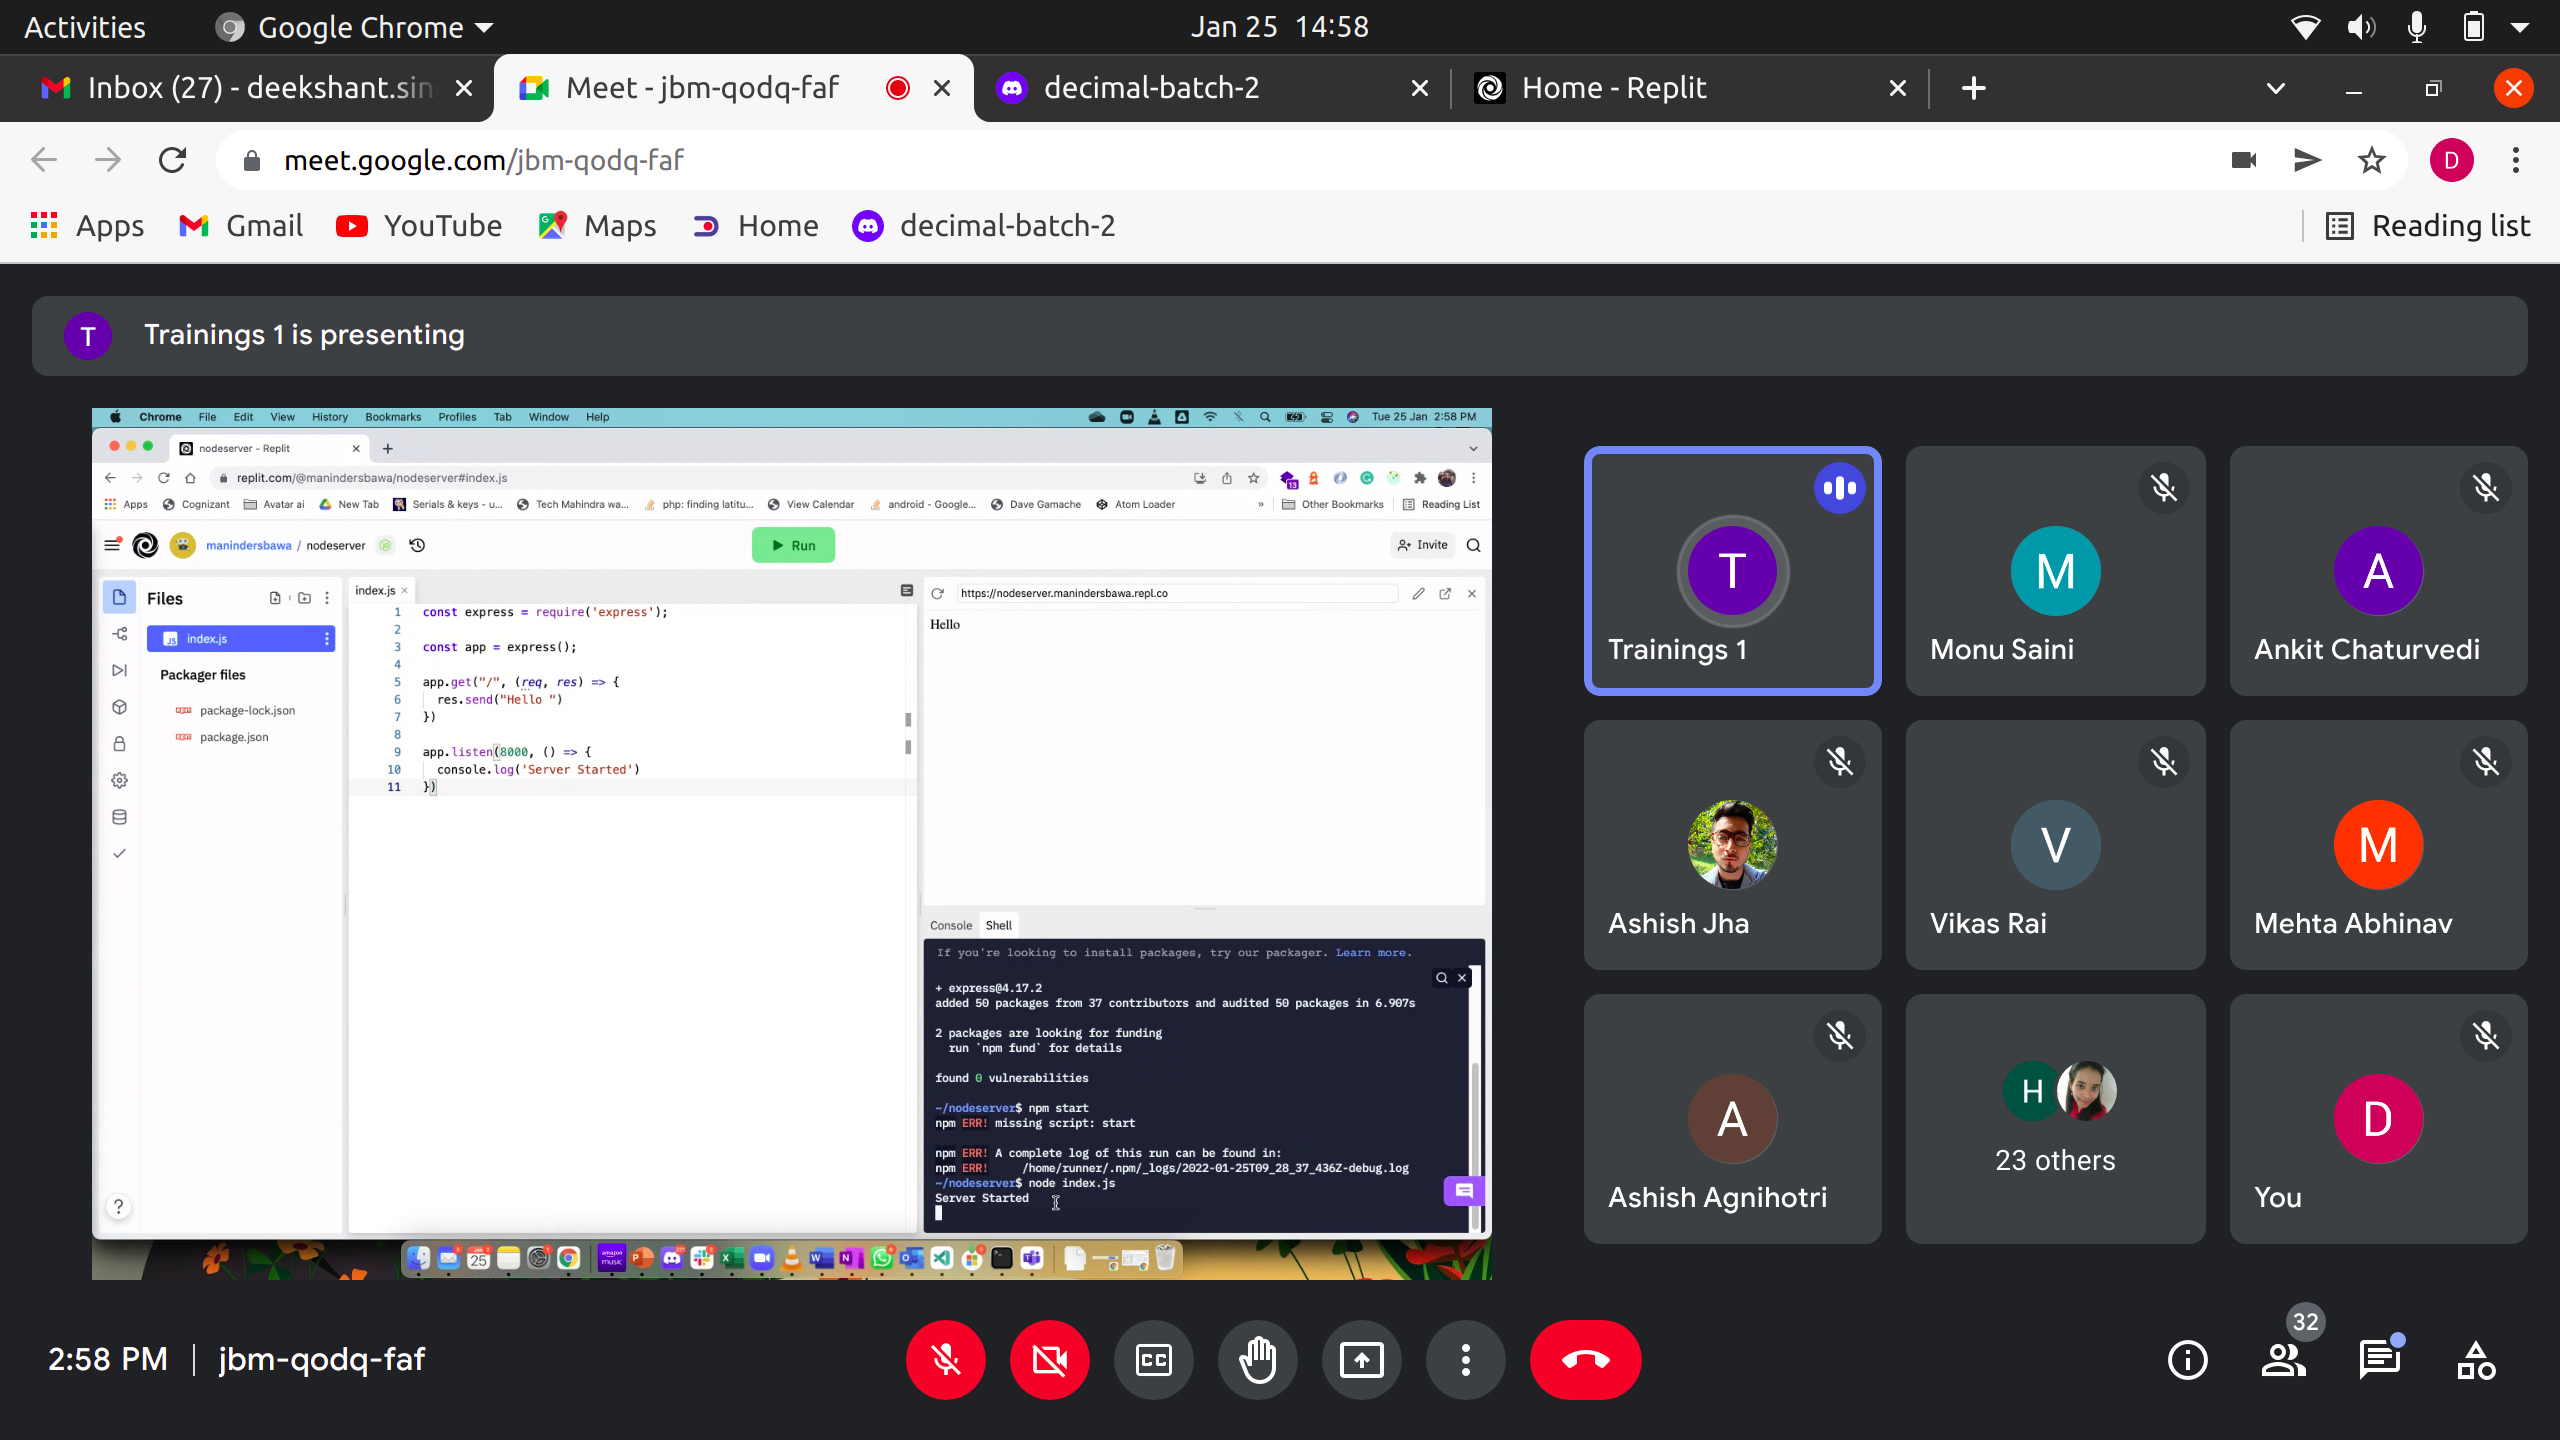 Activities
Google Chrome
Jan 25 14:58
Inbox (27) - deekshant.sin
Meet - jbm-qodq-faf
decimal-batch-2
Home - Replit
meet.google.com/jbm-qodq-faf
D
Apps
Gmail
YouTube
Maps
Home
decimal-batch-2
Reading list
T
Trainings 1 is presenting
Chrome File Edit View History Bookmarks Profiles Tab Window Help
Tue 25 Jan 2:58 PM
nodeserver - Replit
replit.com/@manindersbawa/nodeserver#index.js
13
Apps
Cognizant
Avatar ai
New Tab
Serials & keys - u...
Tech Mahindra wa...
php: finding latitu...
View Calendar
android - Google...
Dave Gamache
Atom Loader
»
Other Bookmarks
Reading List
manindersbawa / nodeserver
Run
Invite
Files
index.js
Packager files
package-lock.json
package.json
index.js
1 const express = require('express');
2
3 const app = express();
4
5 app.get("/", (req, res) => {
6 res.send("Hello ")
7 })
8
9 app.listen(8000, () => {
10 console.log('Server Started')
11 })
https://nodeserver.manindersbawa.repl.co
Hello
Console
Shell
If you're looking to install packages, try our packager. Learn more.
+ express@4.17.2
added 50 packages from 37 contributors and audited 50 packages in 6.907s
2 packages are looking for funding
run `npm fund` for details
found 0 vulnerabilities
~/nodeserver$ npm start
npm ERR! missing script: start
npm ERR! A complete log of this run can be found in:
npm ERR! /home/runner/.npm/_logs/2022-01-25T09_28_37_436Z-debug.log
~/nodeserver$ node index.js
Server Started
?
T
Trainings 1
M
Monu Saini
A
Ankit Chaturvedi
Ashish Jha
V
Vikas Rai
M
Mehta Abhinav
A
Ashish Agnihotri
H
23 others
D
You
2:58 PM | jbm-qodq-faf
CC
32